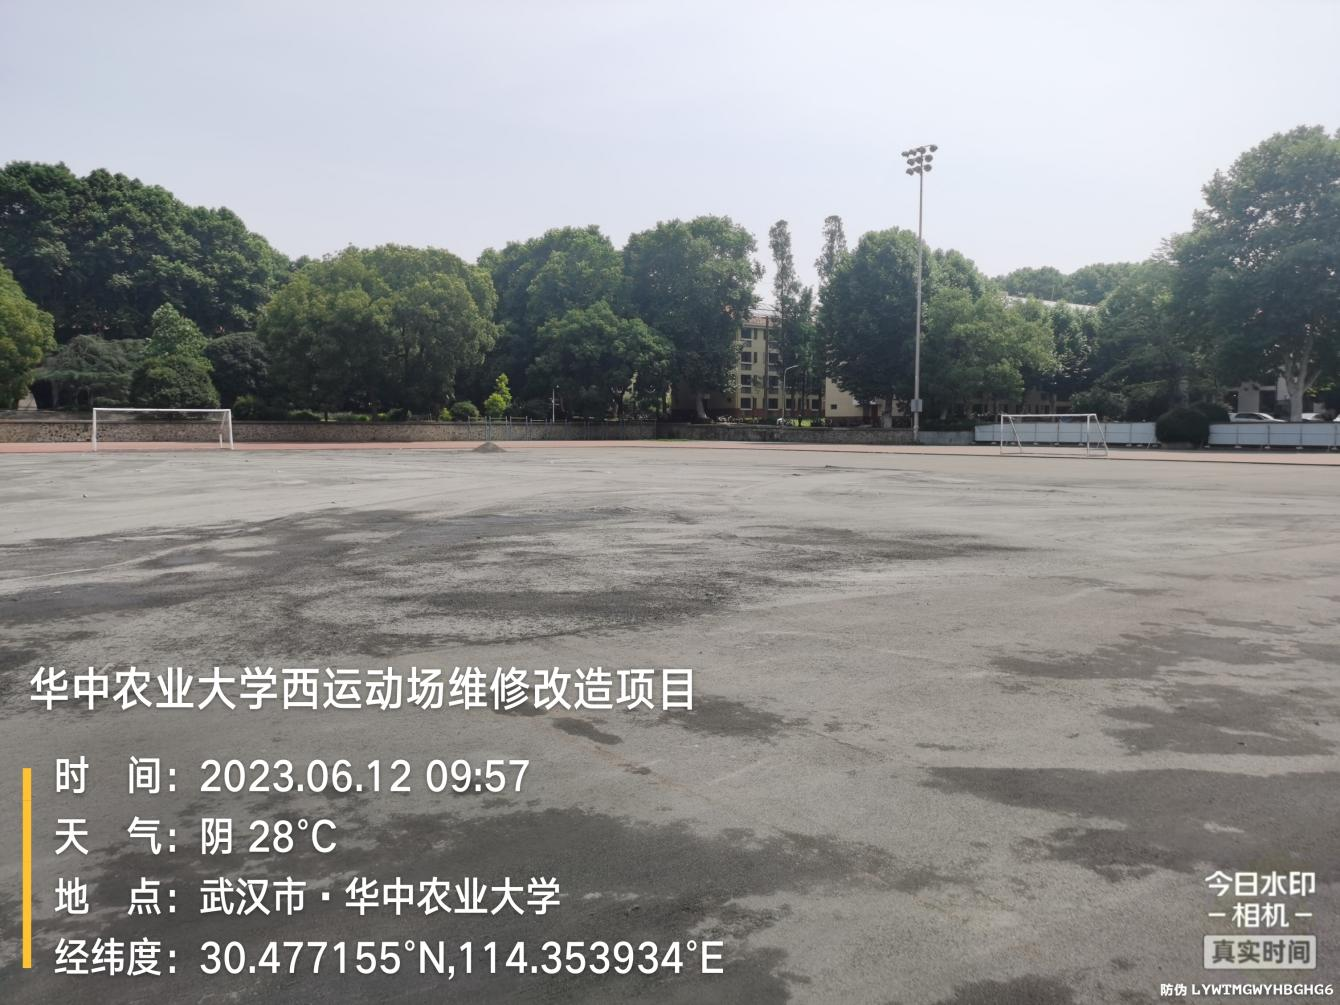 华中农业大学西运动场维修改造项目
时 间：2023.06.12 09:57
天 气：阴 28°C
地 点：武汉市·华中农业大学
经纬度：30.477155°N,114.353934°E
今日水印
-相机-
真实时间
防伪 LYWTMGWYHBGHG6